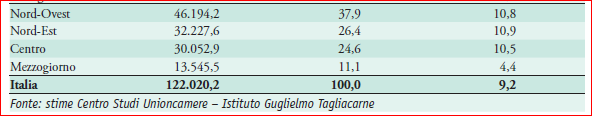 Nord-Ovest 46.194,2 37,9 10,8
Nord-Est 32.227,6 26,4 10,9
Centro 30.052,9 24,6 10,5
Mezzogiorno 13.545,5 11,1 4,4
Italia 122.020,2 100,0 9,2
Fonte: stime Centro Studi Unioncamere – Istituto Guglielmo Tagliacarne